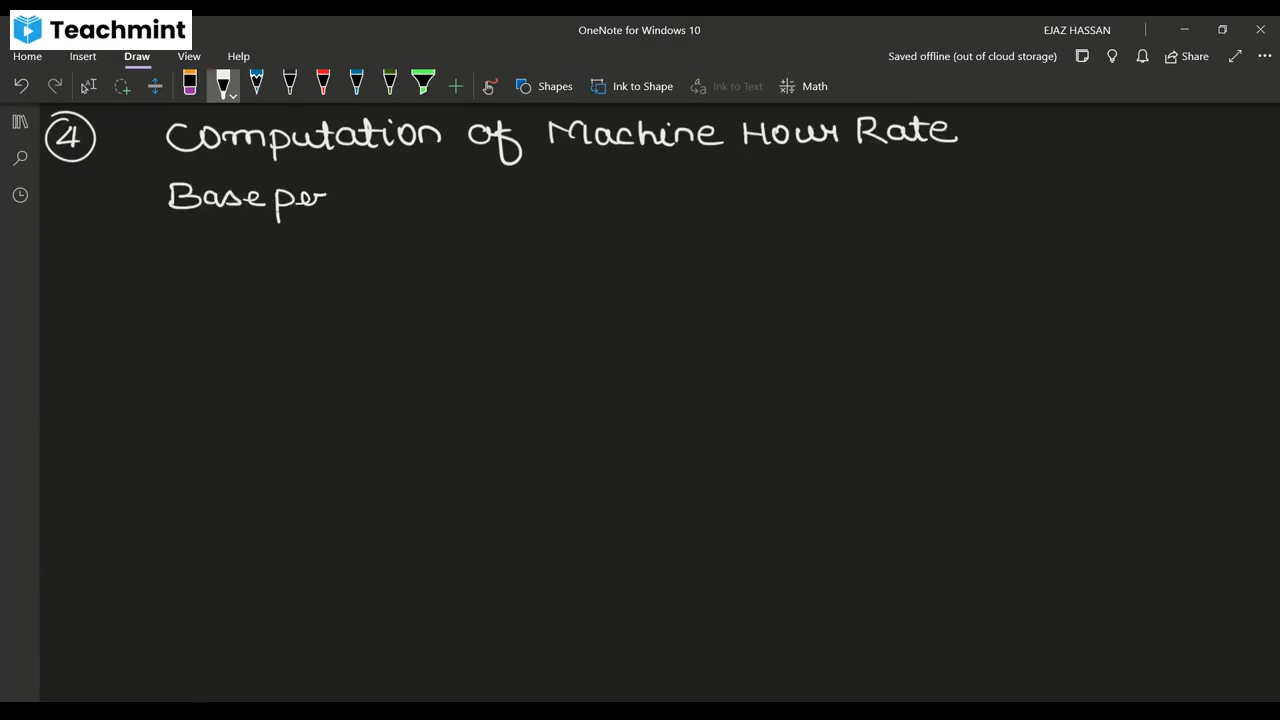 Teachmint
OneNote for Windows 10
EJAZ HASSAN
Home Insert Draw View Help
Saved offline (out of cloud storage)
Share
Shapes
Ink to Shape
Ink to Text
Math
4 Computation of Machine Hour Rate
Base per